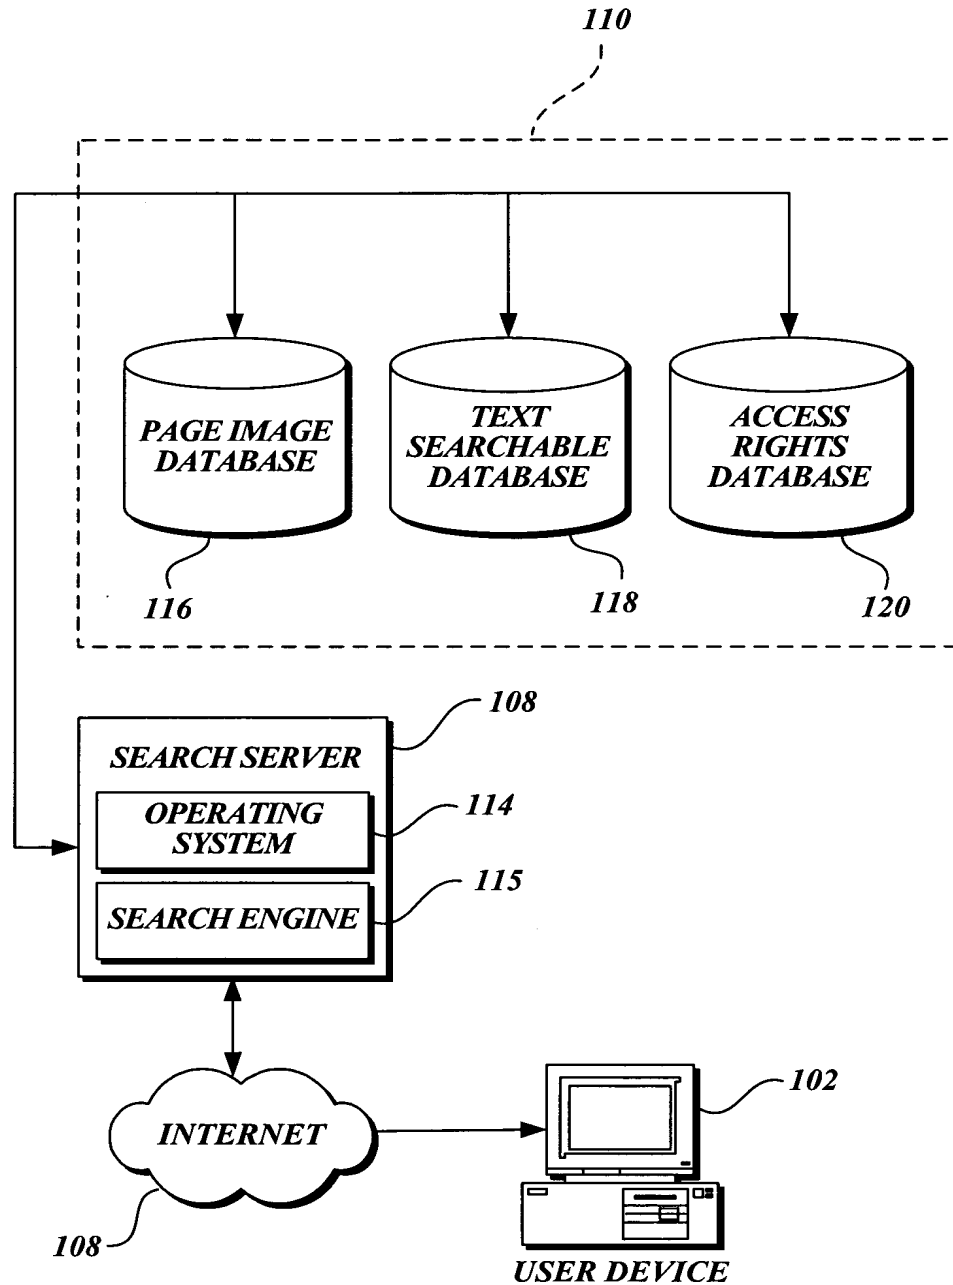 110
PAGE IMAGE
DATABASE
TEXT
SEARCHABLE
DATABASE
ACCESS
RIGHTS
DATABASE
116
118
120
108
SEARCH SERVER
OPERATING
SYSTEM
114
SEARCH ENGINE
115
INTERNET
102
108
USER DEVICE